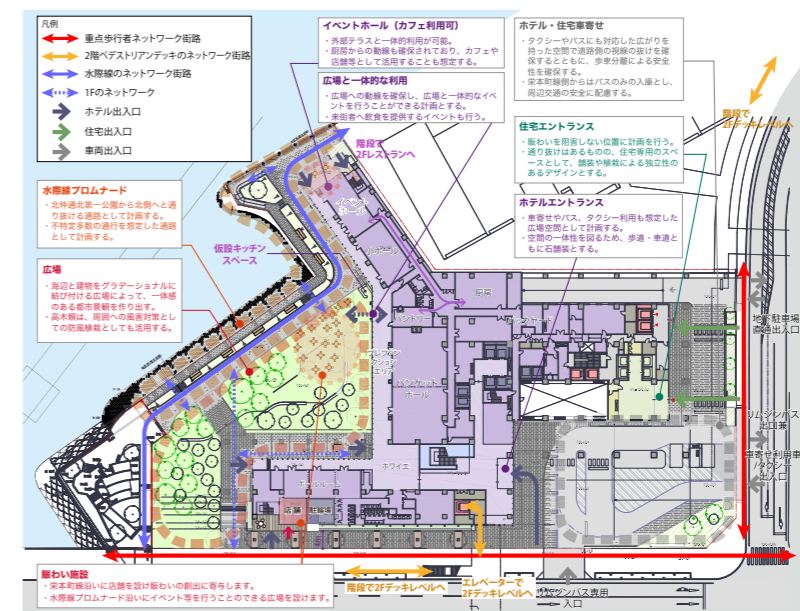 凡例
重点歩行者ネットワーク街路
2階ペデストリアンデッキのネットワーク街路
水際線のネットワーク街路
1Fのネットワーク
ホテル出入口
住宅出入口
車両出入口
イベントホール（カフェ利用可）
・外部テラスと一体的利用が可能。
・厨房からの動線も確保されており、カフェや
店舗等として活用することも想定する。
広場と一体的な利用
・広場への動線を確保し、広場と一体的なイベ
ントを行うことができる計画とする。
・来街者へ飲食を提供するイベントも行う。
ホテル・住宅車寄せ
・タクシーやバスにも対応した広がりを
持った空間で道路側の視線の抜けを確
保するとともに、歩車分離による安全
性を確保する。
・栄本町線側からはバスのみの入庫とし、
周辺交通の安全に配慮する。
住宅エントランス
・賑わいを阻害しない位置に計画を行う。
・通り抜けはあるものの、住宅専用のスペ
ースとして、舗装や植栽による独立性の
あるデザインとする。
ホテルエントランス
・車寄せやバス、タクシー利用も想定した
広場空間として計画する。
・空間の一体性を図るため、歩道・車道と
もに石舗装とする。
水際線プロムナード
・北仲通北第一公園から北側へと通
り抜ける通路として計画する。
・不特定多数の通行を想定した通路
として計画する。
広場
・海辺と建物をグラデーショナルに
結び付ける広場によって、一体感
のある都市景観を作り出す。
・高木類は、周囲への風害対策とし
ての防風植栽としても活用する。
階段で
2Fレストランへ
階段で
2Fデッキレベルへ
仮設キッチン
スペース
イベント
ホール
小ホール
厨房
パントリー
バンケット
ホール
ホワイエ
店舗
駐輪場
地下駐車場
直通出入口
リムジンバス
出口兼
車寄せ利用車
/タクシー
出入口
賑わい施設
・栄本町線沿いに店舗を設け賑わいの創出に寄与します。
・水際線プロムナード沿いにイベント等を行うことのできる広場を設けます。
階段で2Fデッキレベルへ
エレベーターで
2Fデッキレベルへ
リムジンバス専用
入口